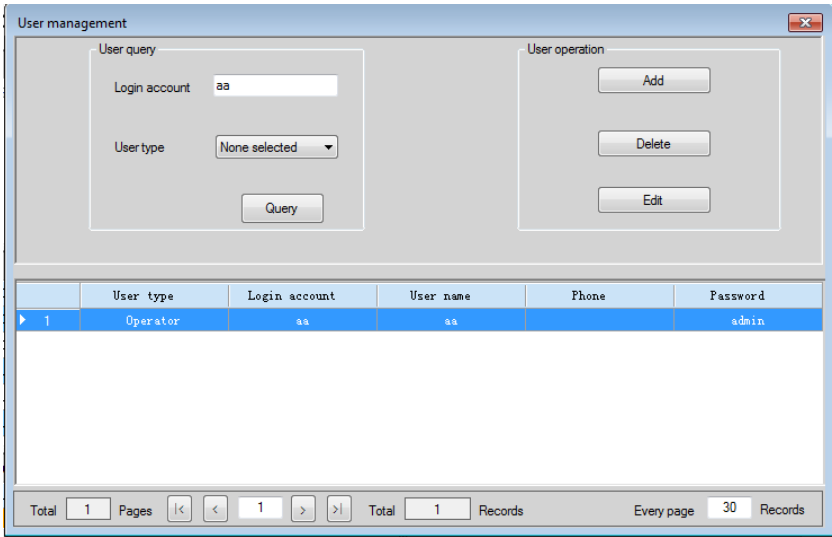 User management
User query
User operation
Login account aa
Add
User type None selected
Delete
Query
Edit
User type Login account User name Phone Password
1 Operator aa aa admin
Total 1 Pages |< < 1 > >| Total 1 Records Every page 30 Records